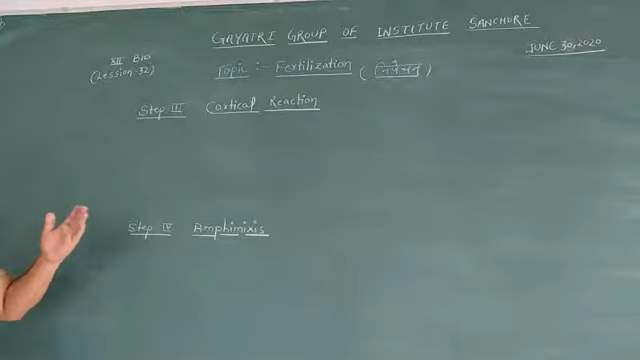 GAYATRI GROUP OF INSTITUTE SANCHORE
JUNE 30, 2020
XII BIO
(Lession-32)
Topic :- Fertilization (निषेचन)
Step III Cortical Reaction
Step IV Amphimixis